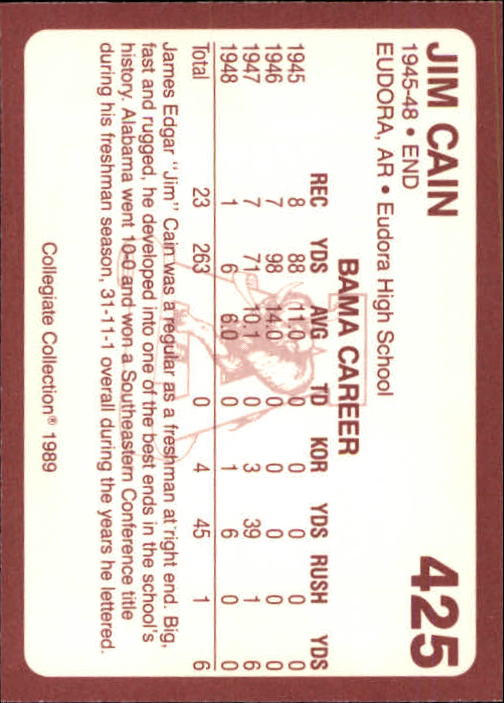 JIM CAIN 425
1945-48 • END
EUDORA, AR • Eudora High School
BAMA CAREER
REC YDS AVG TD KOR YDS RUSH YDS
1945 8 88 11.0 0 0 0 0 0
1946 7 98 14.0 0 0 0 0 0
1947 7 71 10.1 0 3 39 1 6
1948 1 6 6.0 0 1 6 0 0
Total 23 263 0 4 45 1 6
James Edgar "Jim" Cain was a regular as a freshman at right end. Big,
fast and rugged, he developed into one of the best ends in the school's
history. Alabama went 10-0 and won a Southeastern Conference title
during his freshman season, 31-11-1 overall during the years he lettered.
Collegiate Collection® 1989